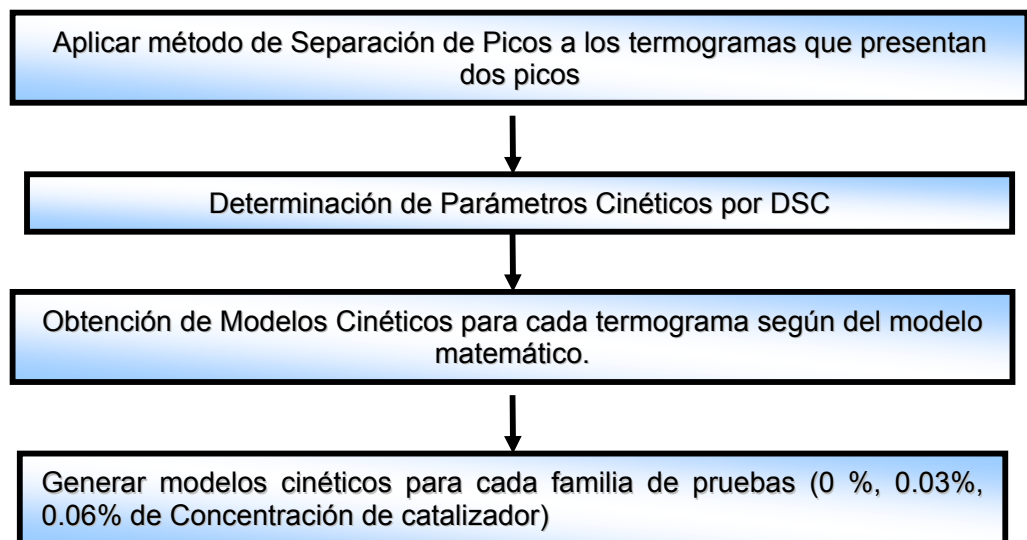 Aplicar método de Separación de Picos a los termogramas que presentan
dos picos
Determinación de Parámetros Cinéticos por DSC
Obtención de Modelos Cinéticos para cada termograma según del modelo
matemático.
Generar modelos cinéticos para cada familia de pruebas (0 %, 0.03%,
0.06% de Concentración de catalizador)